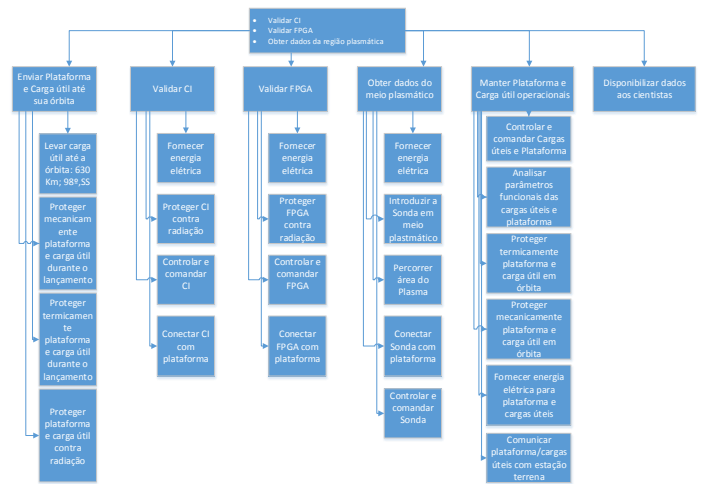 • Validar CI
• Validar FPGA
• Obter dados da região plasmática
Enviar Plataforma
e Carga útil até
sua órbita
Validar CI
Validar FPGA
Obter dados do
meio plasmático
Manter Plataforma e
Carga útil operacionais
Disponibilizar dados
aos cientistas
Levar carga
útil até a
órbita: 630
Km; 98º,SS
Proteger
mecanicam
ente
plataforma
e carga útil
durante o
lançamento
Proteger
termicamen
te
plataforma
e carga útil
durante o
lançamento
Proteger
plataforma
e carga útil
contra
radiação
Fornecer
energia
elétrica
Proteger CI
contra
radiação
Controlar e
comandar
CI
Conectar CI
com
plataforma
Fornecer
energia
elétrica
Proteger
FPGA
contra
radiação
Controlar e
comandar
FPGA
Conectar
FPGA com
plataforma
Fornecer
energia
elétrica
Introduzir a
Sonda em
meio
plastmático
Percorrer
área do
Plasma
Conectar
Sonda com
plataforma
Controlar e
comandar
Sonda
Controlar e
comandar Cargas
úteis e Plataforma
Analisar
parâmetros
funcionais das
cargas úteis e
plataforma
Proteger
termicamente
plataforma e
carga útil em
órbita
Proteger
mecanicamente
plataforma e
carga útil em
órbita
Fornecer energia
elétrica para
plataforma e
cargas úteis
Comunicar
plataforma/cargas
úteis com estação
terrena